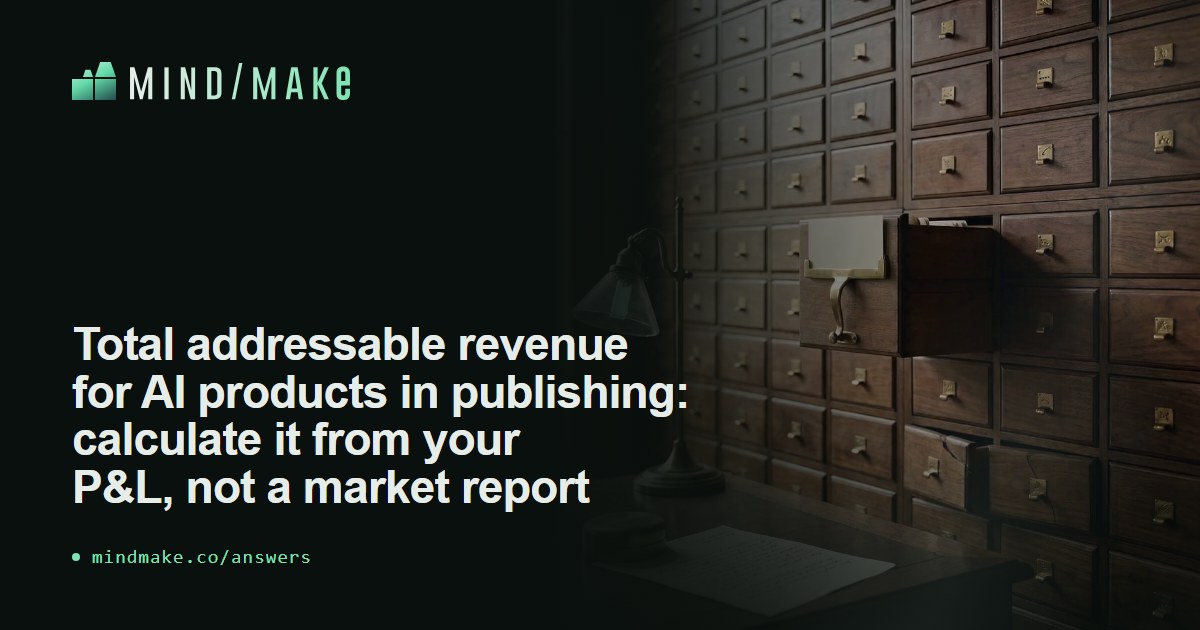 MIND/MAKE
Total addressable revenue
for AI products in publishing:
calculate it from your
P&L, not a market report
mindmake.co/answers